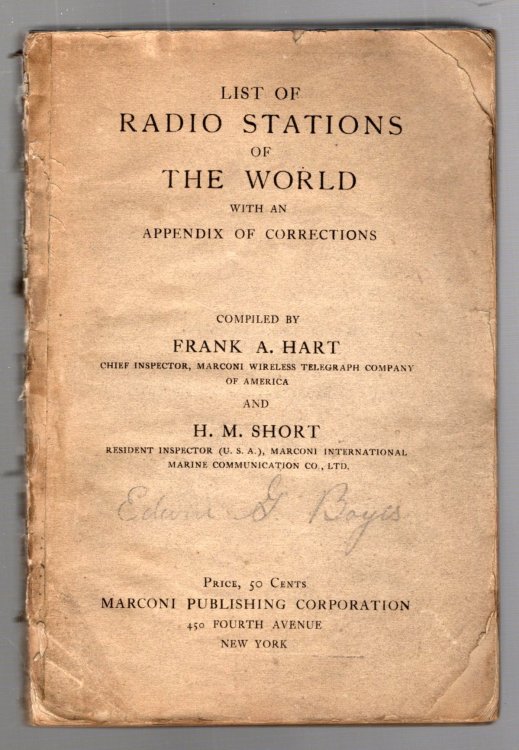 LIST OF
RADIO STATIONS
OF
THE WORLD
WITH AN
APPENDIX OF CORRECTIONS
COMPILED BY
FRANK A. HART
CHIEF INSPECTOR, MARCONI WIRELESS TELEGRAPH COMPANY
OF AMERICA
AND
H. M. SHORT
RESIDENT INSPECTOR (U. S. A.), MARCONI INTERNATIONAL
MARINE COMMUNICATION CO., LTD.
Edwin G. Boyes
PRICE, 50 CENTS
MARCONI PUBLISHING CORPORATION
450 FOURTH AVENUE
NEW YORK